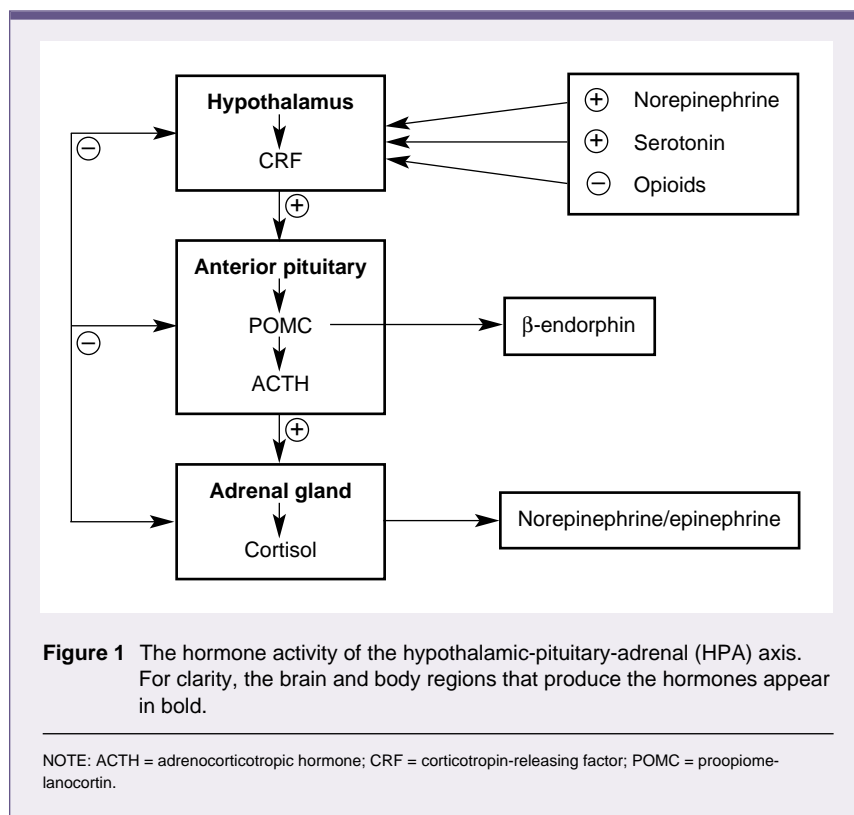 Hypothalamus
CRF
⊕ Norepinephrine
⊕ Serotonin
⊖ Opioids
⊖
⊕
Anterior pituitary
POMC
ACTH
β-endorphin
⊖
⊕
Adrenal gland
Cortisol
Norepinephrine/epinephrine
Figure 1 The hormone activity of the hypothalamic-pituitary-adrenal (HPA) axis.
For clarity, the brain and body regions that produce the hormones appear
in bold.
NOTE: ACTH = adrenocorticotropic hormone; CRF = corticotropin-releasing factor; POMC = proopiome-
lanocortin.